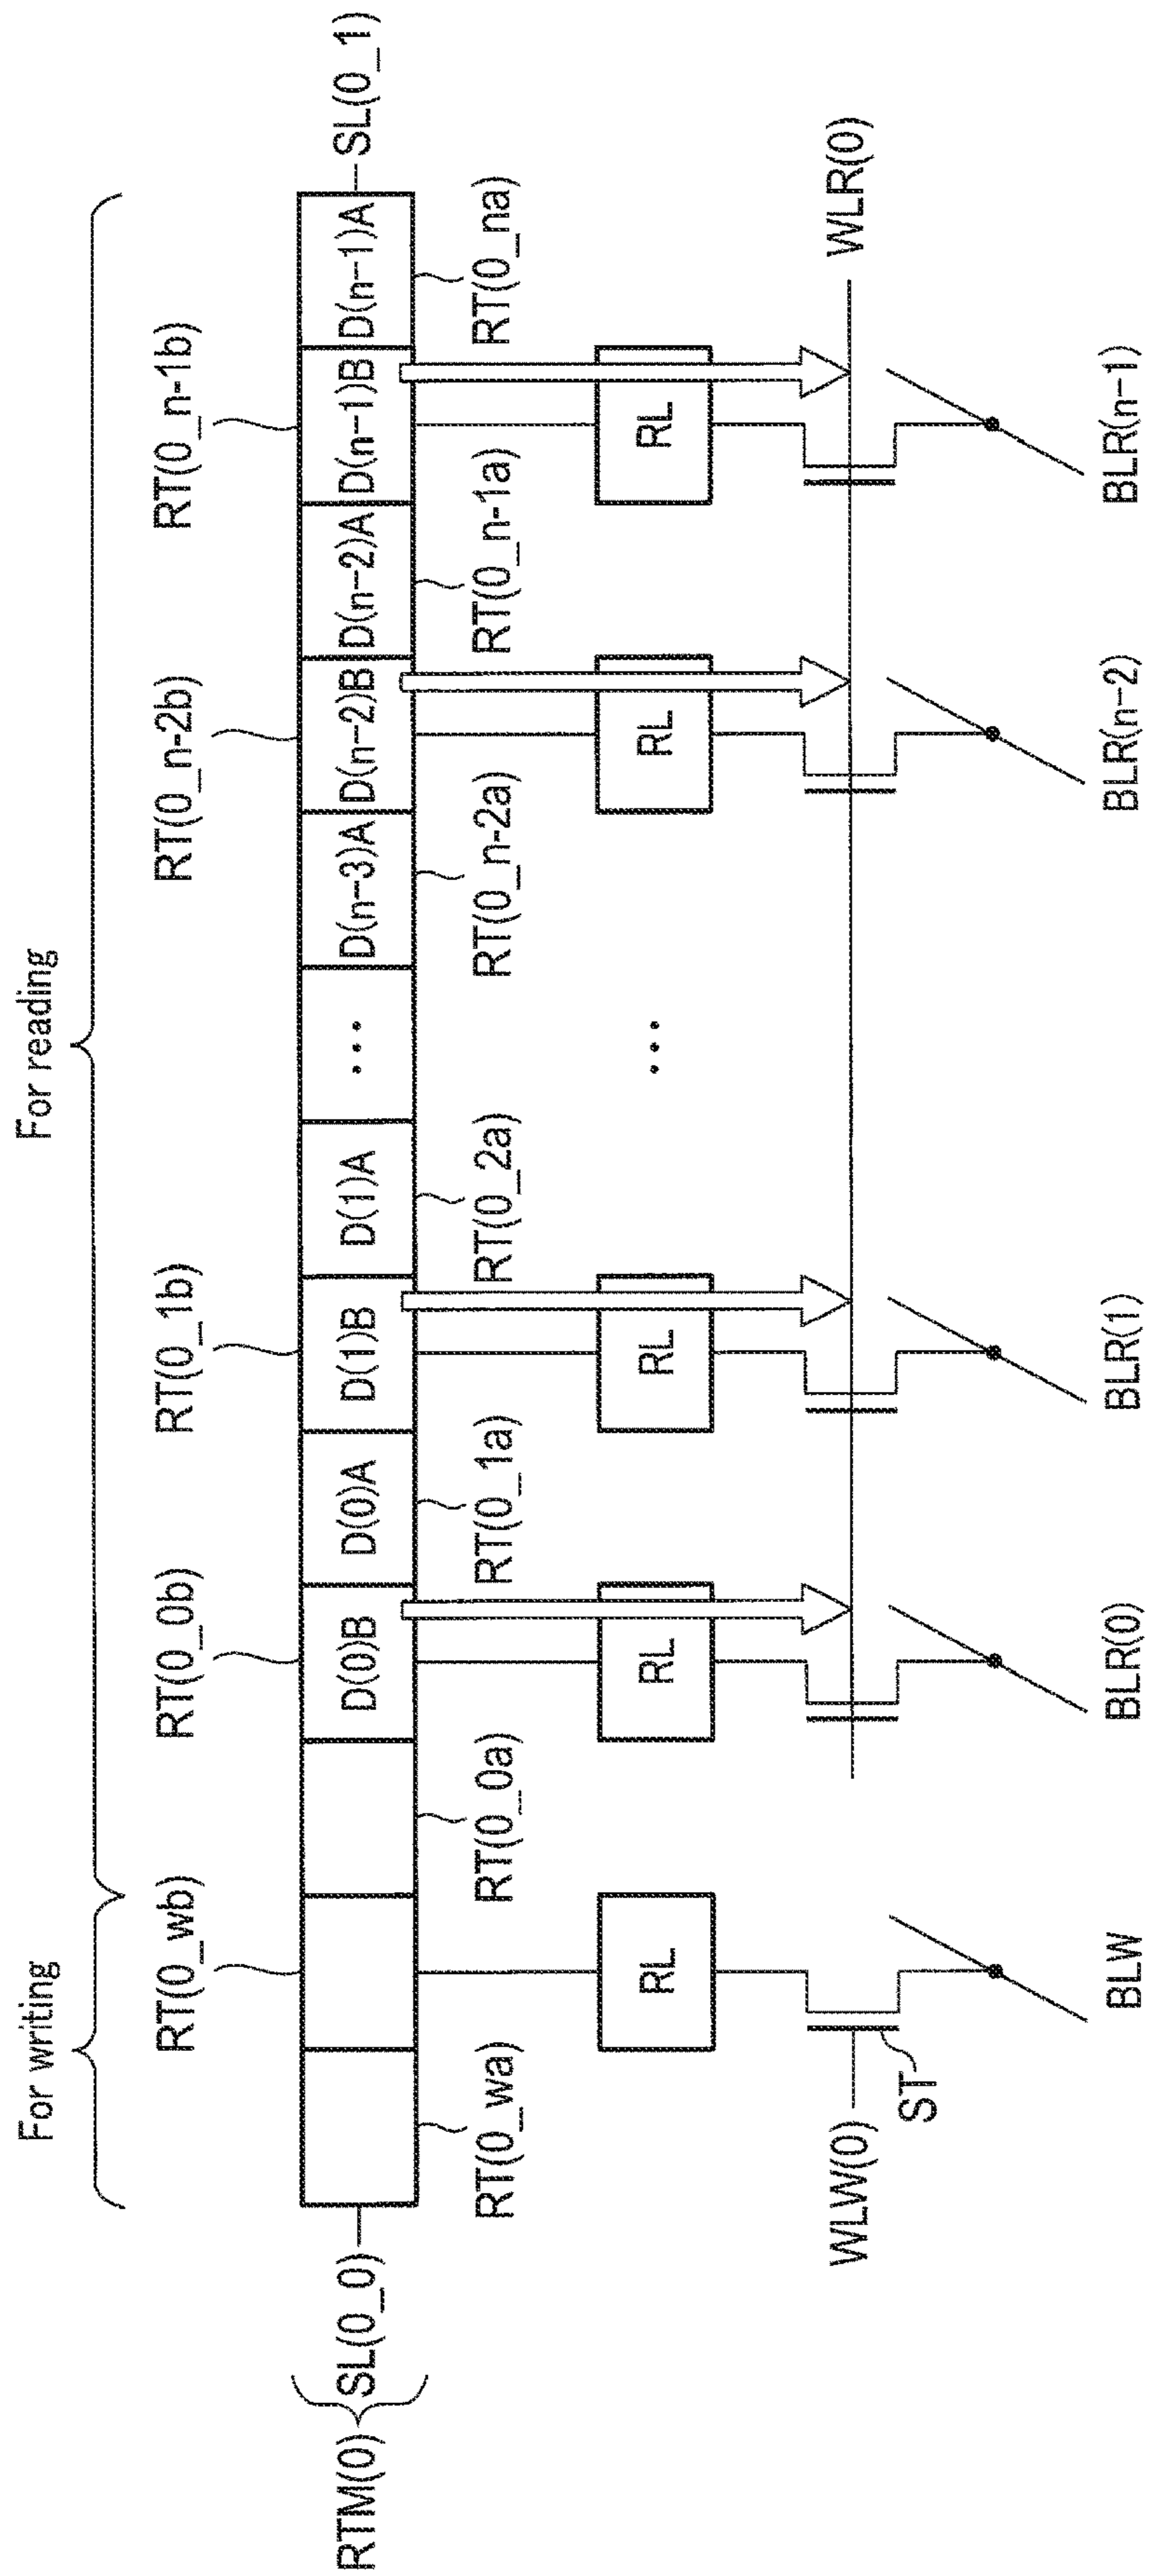 For writing
For reading
RT(0_wb)
RT(0_0b)
RT(0_1b)
RT(0_n-2b)
RT(0_n-1b)
RTM(0)
SL(0_0)
D(0)B
D(0)A
D(1)B
D(1)A
...
D(n-3)A
D(n-2)B
D(n-2)A
D(n-1)B
D(n-1)A
SL(0_1)
RT(0_wa)
RT(0_0a)
RT(0_1a)
RT(0_2a)
RT(0_n-2a)
RT(0_n-1a)
RT(0_na)
RL
RL
RL
...
RL
RL
WLW(0)
ST
WLR(0)
BLW
BLR(0)
BLR(1)
BLR(n-2)
BLR(n-1)